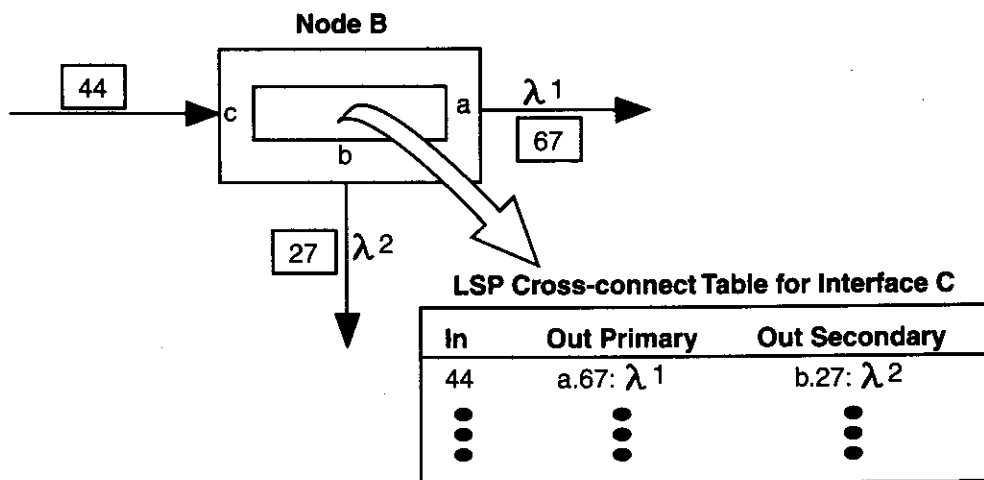 Node B
44
c
a
b
λ1
67
27
λ2
LSP Cross-connect Table for Interface C
In Out Primary Out Secondary
44 a.67: λ1 b.27: λ2